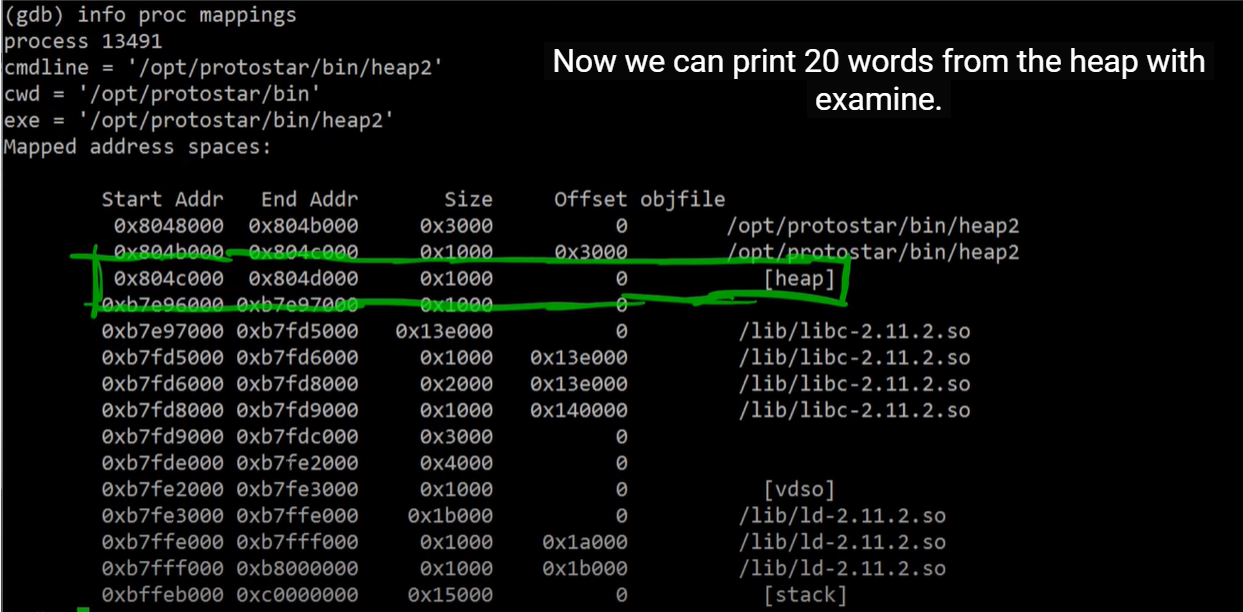 (gdb) info proc mappings
process 13491
cmdline = '/opt/protostar/bin/heap2'
cwd = '/opt/protostar/bin'
exe = '/opt/protostar/bin/heap2'
Mapped address spaces:
Now we can print 20 words from the heap with
examine.
Start Addr End Addr Size Offset objfile
0x8048000 0x804b000 0x3000 0 /opt/protostar/bin/heap2
0x804b000 0x804c000 0x1000 0x3000 /opt/protostar/bin/heap2
0x804c000 0x804d000 0x1000 0 [heap]
0xb7e96000 0xb7e97000 0x1000 0
0xb7e97000 0xb7fd5000 0x13e000 0 /lib/libc-2.11.2.so
0xb7fd5000 0xb7fd6000 0x1000 0x13e000 /lib/libc-2.11.2.so
0xb7fd6000 0xb7fd8000 0x2000 0x13e000 /lib/libc-2.11.2.so
0xb7fd8000 0xb7fd9000 0x1000 0x140000 /lib/libc-2.11.2.so
0xb7fd9000 0xb7fdc000 0x3000 0
0xb7fde000 0xb7fe2000 0x4000 0
0xb7fe2000 0xb7fe3000 0x1000 0 [vdso]
0xb7fe3000 0xb7ffe000 0x1b000 0 /lib/ld-2.11.2.so
0xb7ffe000 0xb7fff000 0x1000 0x1a000 /lib/ld-2.11.2.so
0xb7fff000 0xb8000000 0x1000 0x1b000 /lib/ld-2.11.2.so
0xbffeb000 0xc0000000 0x15000 0 [stack]